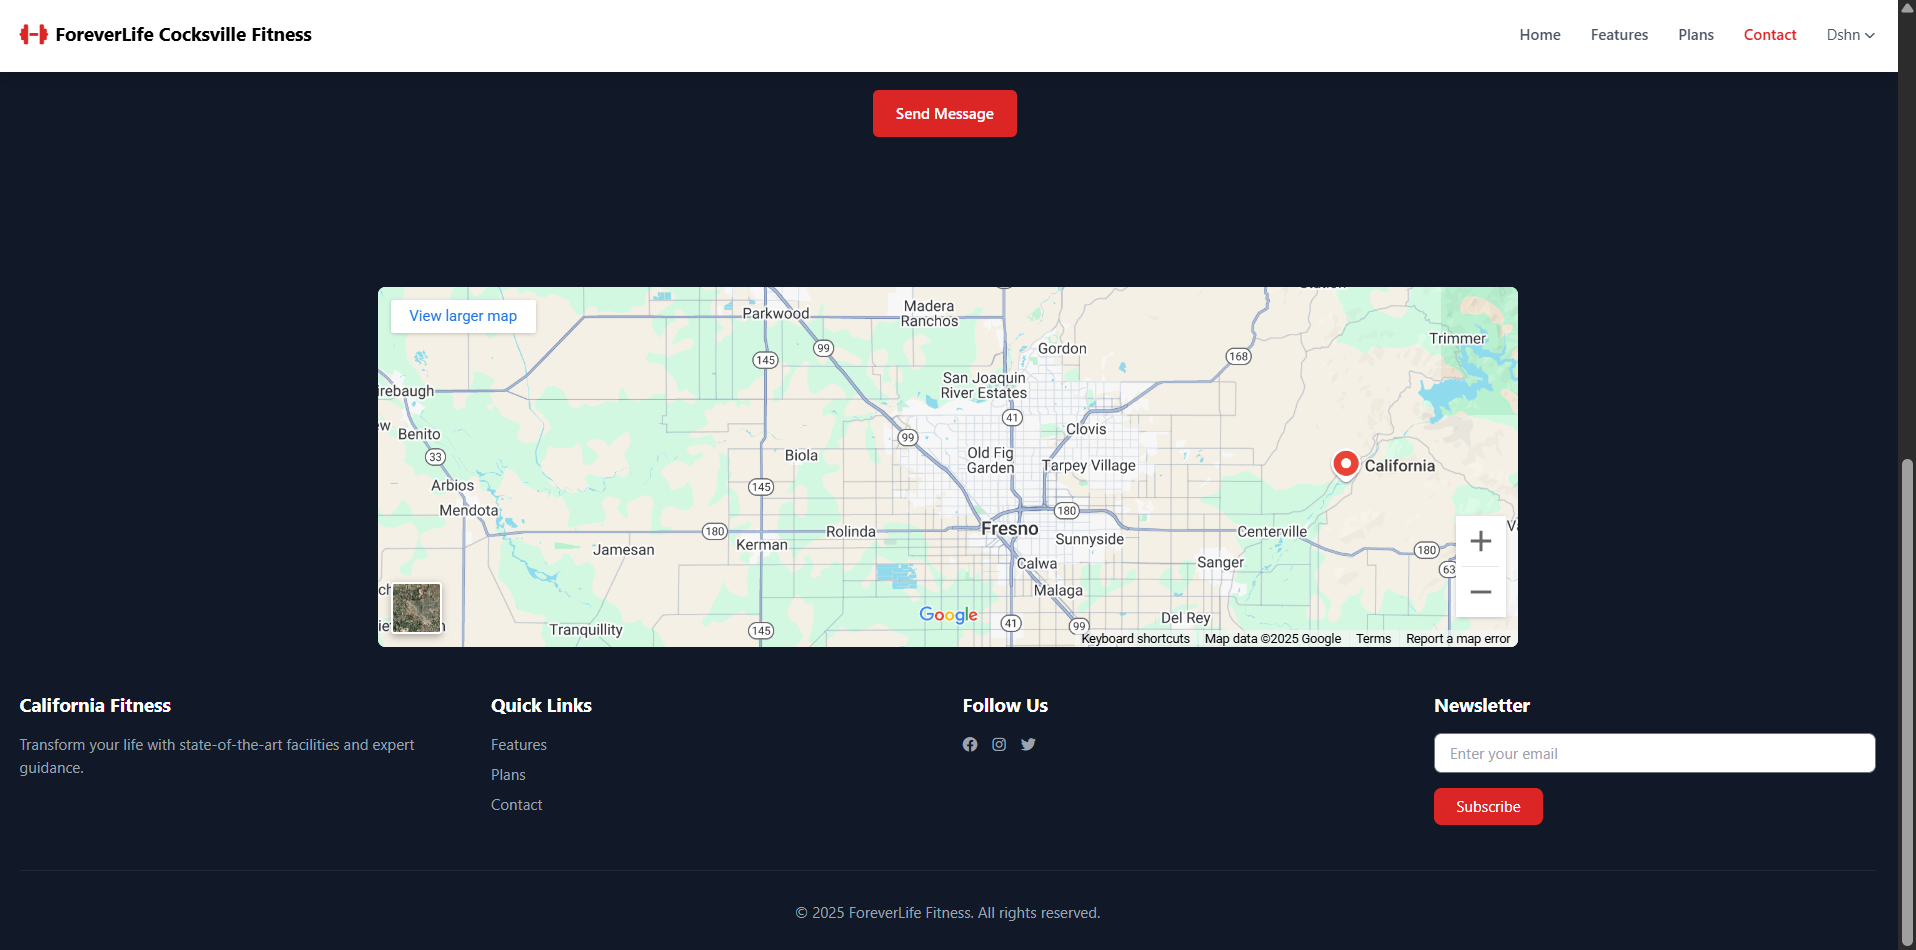 ForeverLife Cocksville Fitness
Home
Features
Plans
Contact
Dshn
Send Message
View larger map
Parkwood
Madera
Ranchos
Trimmer
Gordon
99
145
168
San Joaquin
River Estates
irebaugh
41
Clovis
Benito
99
33
Biola
Old Fig
Garden
Tarpey Village
California
Arbios
145
Mendota
180
Fresno
180
Rolinda
Centerville
Sunnyside
Jamesan
Kerman
180
Calwa
Sanger
63
Malaga
Google
Del Rey
Tranquillity
145
41
99
Keyboard shortcuts
Map data ©2025 Google
Terms
Report a map error
California Fitness
Transform your life with state-of-the-art facilities and expert
guidance.
Quick Links
Features
Plans
Contact
Follow Us
Newsletter
Enter your email
Subscribe
© 2025 ForeverLife Fitness. All rights reserved.